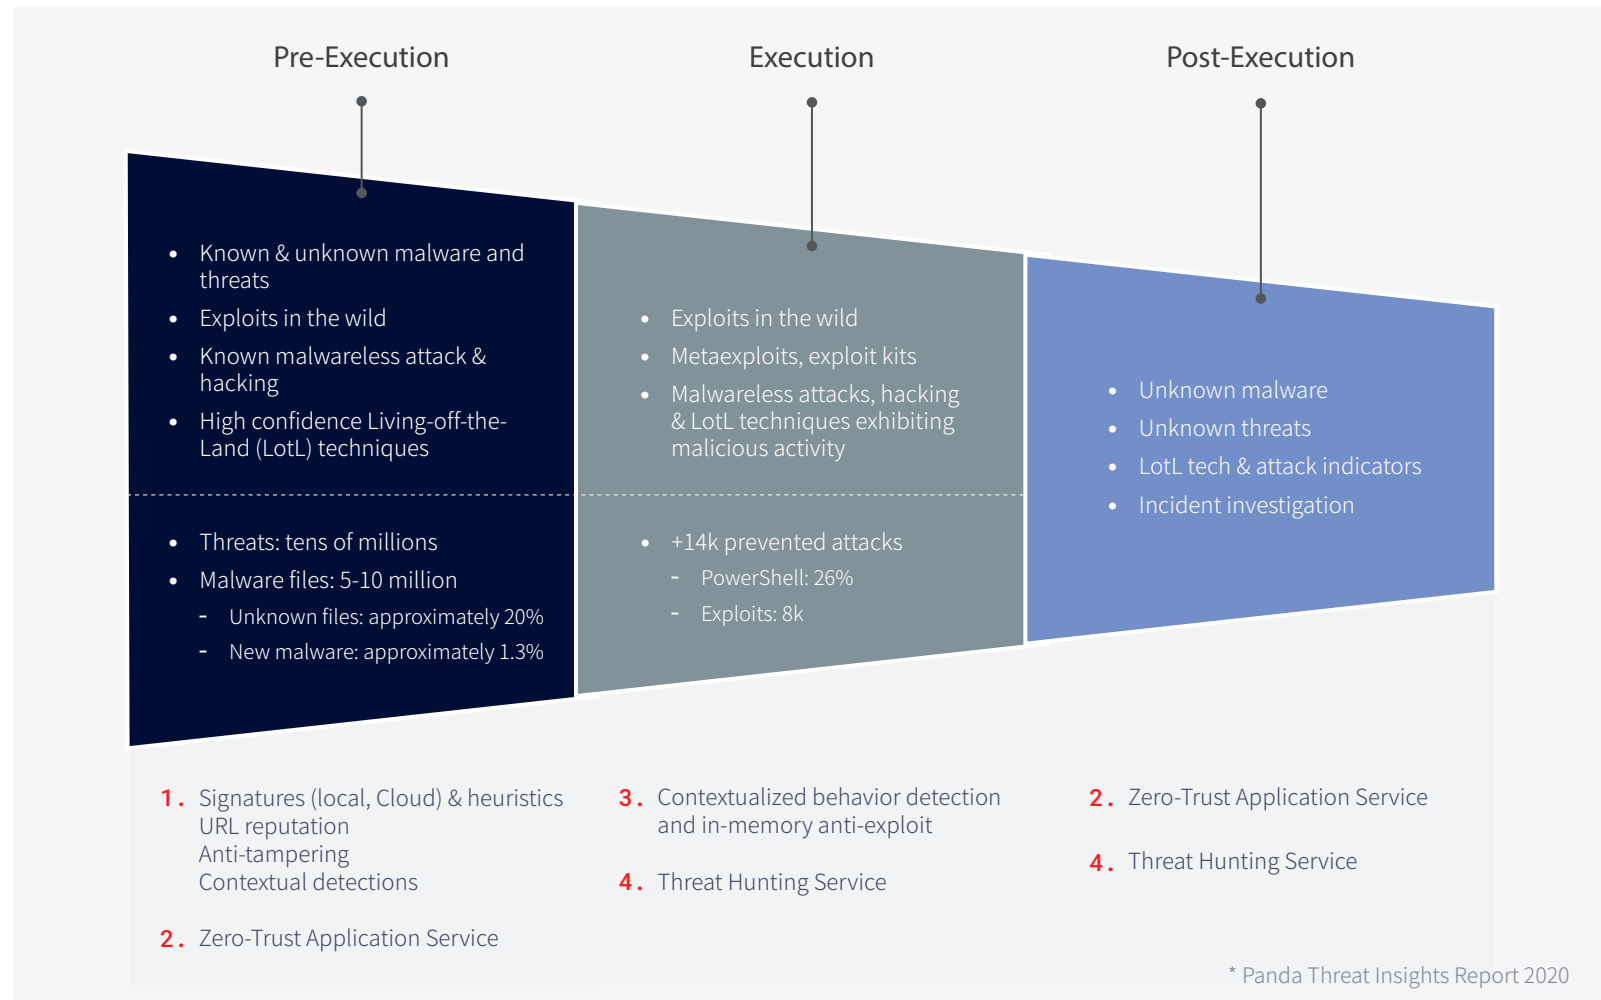 Pre-Execution
Execution
Post-Execution
• Known & unknown malware and
threats
• Exploits in the wild
• Known malwareless attack &
hacking
• High confidence Living-off-the-
Land (LotL) techniques
• Threats: tens of millions
• Malware files: 5-10 million
- Unknown files: approximately 20%
- New malware: approximately 1.3%
• Exploits in the wild
• Metaexploits, exploit kits
• Malwareless attacks, hacking
& LotL techniques exhibiting
malicious activity
• +14k prevented attacks
- PowerShell: 26%
- Exploits: 8k
• Unknown malware
• Unknown threats
• LotL tech & attack indicators
• Incident investigation
1. Signatures (local, Cloud) & heuristics
URL reputation
Anti-tampering
Contextual detections
2. Zero-Trust Application Service
3. Contextualized behavior detection
and in-memory anti-exploit
4. Threat Hunting Service
2. Zero-Trust Application Service
4. Threat Hunting Service
* Panda Threat Insights Report 2020